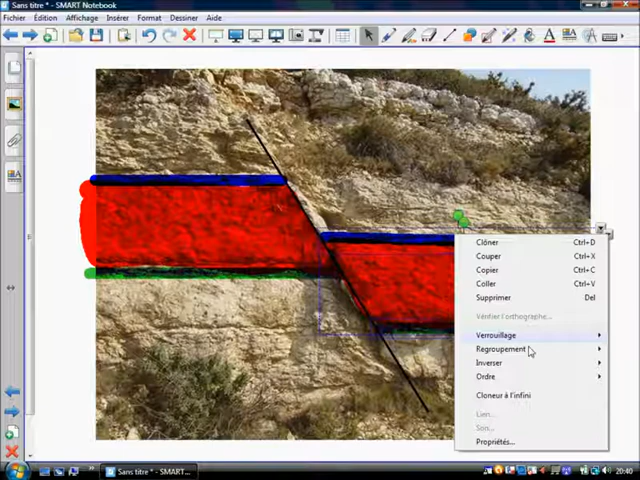 Sans titre * - SMART Notebook
Fichier Édition Affichage Insérer Format Dessiner Aide
Clôner Ctrl+D
Couper Ctrl+X
Copier Ctrl+C
Coller Ctrl+V
Supprimer Del
Vérifier l'orthographe...
Verrouillage
Regroupement
Inverser
Ordre
Cloneur à l'infini
Lien...
Son...
Propriétés...
Sans titre * - SMART...
20:40